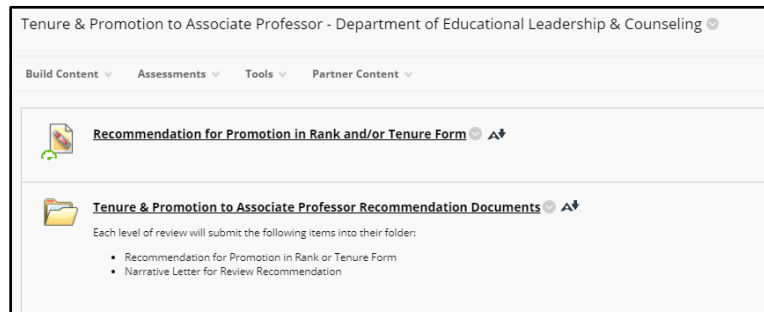 Tenure & Promotion to Associate Professor - Department of Educational Leadership & Counseling
Build Content Assessments Tools Partner Content
Recommendation for Promotion in Rank and/or Tenure Form A
Tenure & Promotion to Associate Professor Recommendation Documents A
Each level of review will submit the following items into their folder:
• Recommendation for Promotion in Rank or Tenure Form
• Narrative Letter for Review Recommendation